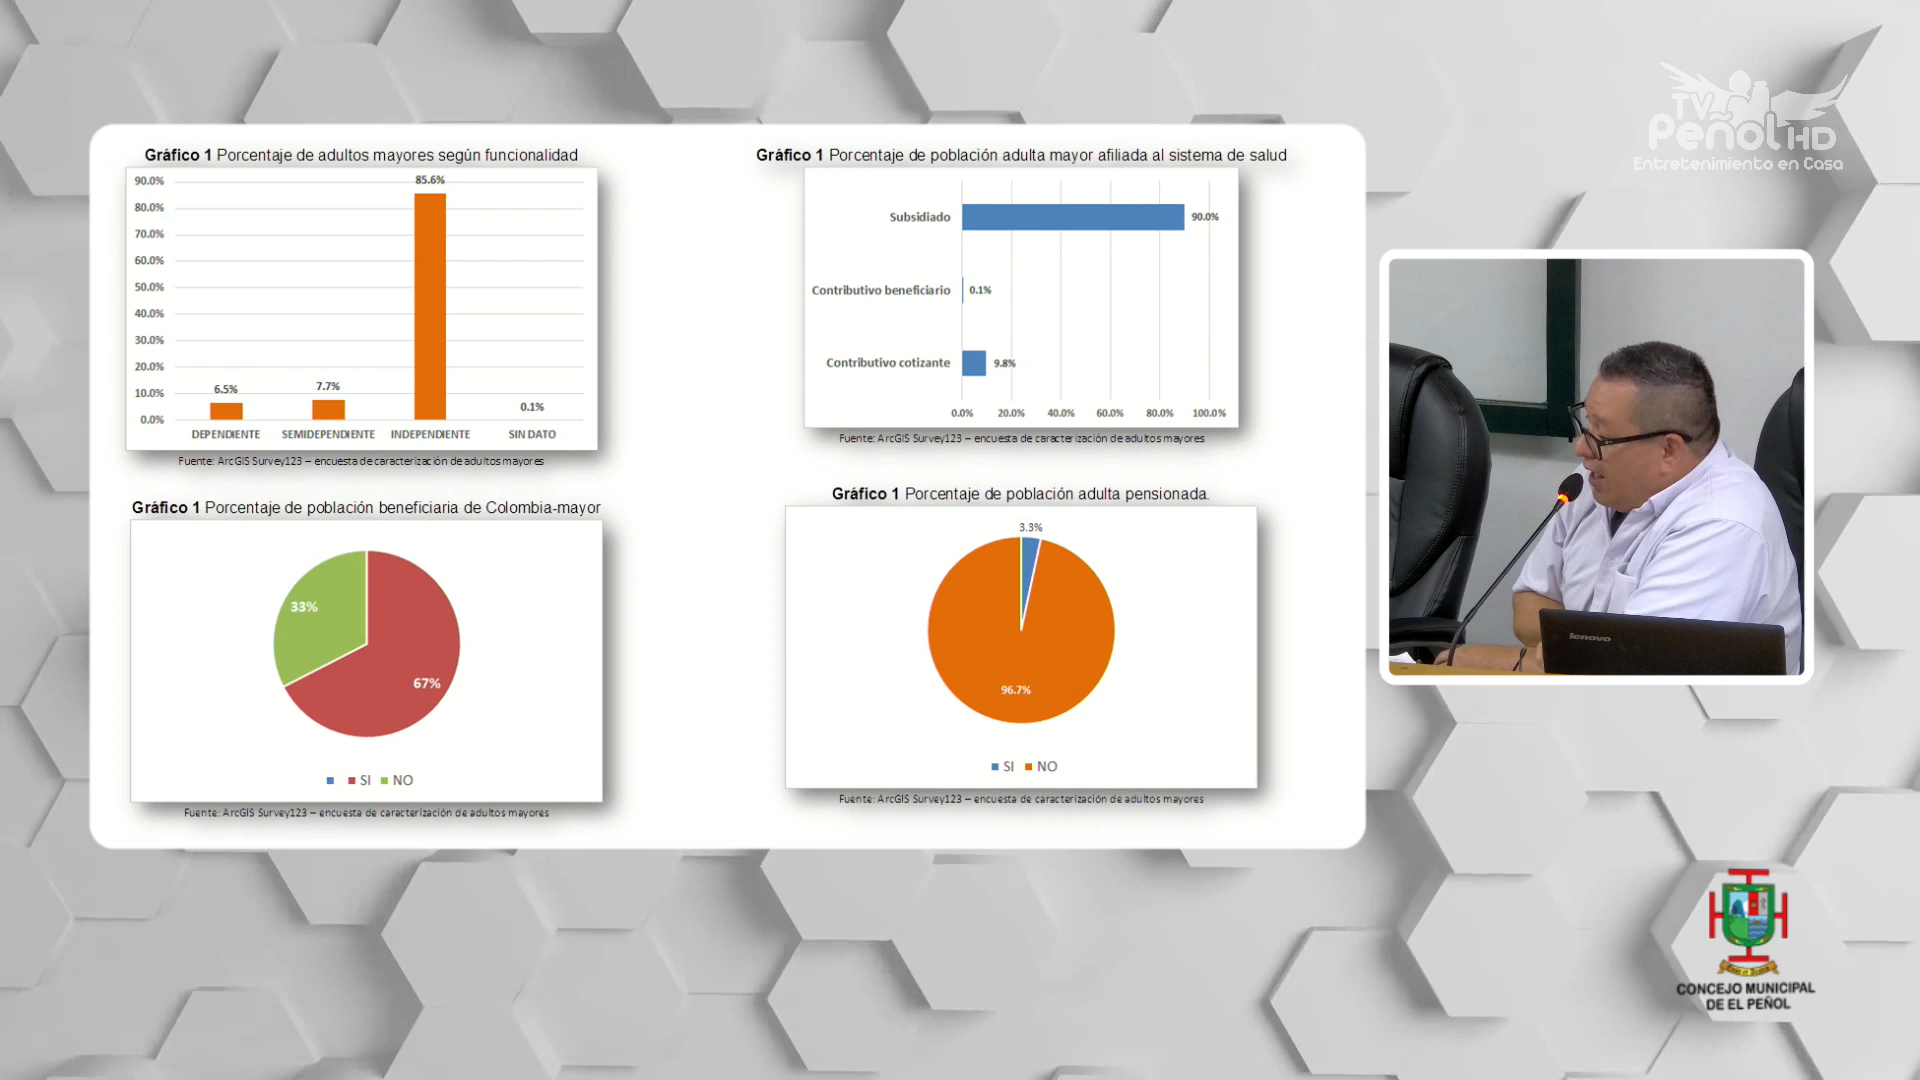 TV
Peñol HD
Entretenimiento en Casa
Gráfico 1 Porcentaje de adultos mayores según funcionalidad
90.0%
80.0%
70.0%
60.0%
50.0%
40.0%
30.0%
20.0%
10.0%
0.0%
6.5%
7.7%
85.6%
0.1%
DEPENDIENTE SEMIDEPENDIENTE INDEPENDIENTE SIN DATO
Fuente: ArcGIS Survey123 – encuesta de caracterización de adultos mayores
Gráfico 1 Porcentaje de población adulta mayor afiliada al sistema de salud
Subsidiado 90.0%
Contributivo beneficiario 0.1%
Contributivo cotizante 9.8%
0.0% 20.0% 40.0% 60.0% 80.0% 100.0%
Fuente: ArcGIS Survey123 – encuesta de caracterización de adultos mayores
Gráfico 1 Porcentaje de población beneficiaria de Colombia-mayor
33%
67%
SI NO
Fuente: ArcGIS Survey123 – encuesta de caracterización de adultos mayores
Gráfico 1 Porcentaje de población adulta pensionada.
3.3%
96.7%
SI NO
Fuente: ArcGIS Survey123 – encuesta de caracterización de adultos mayores
lenovo
CONCEJO MUNICIPAL
DE EL PEÑOL